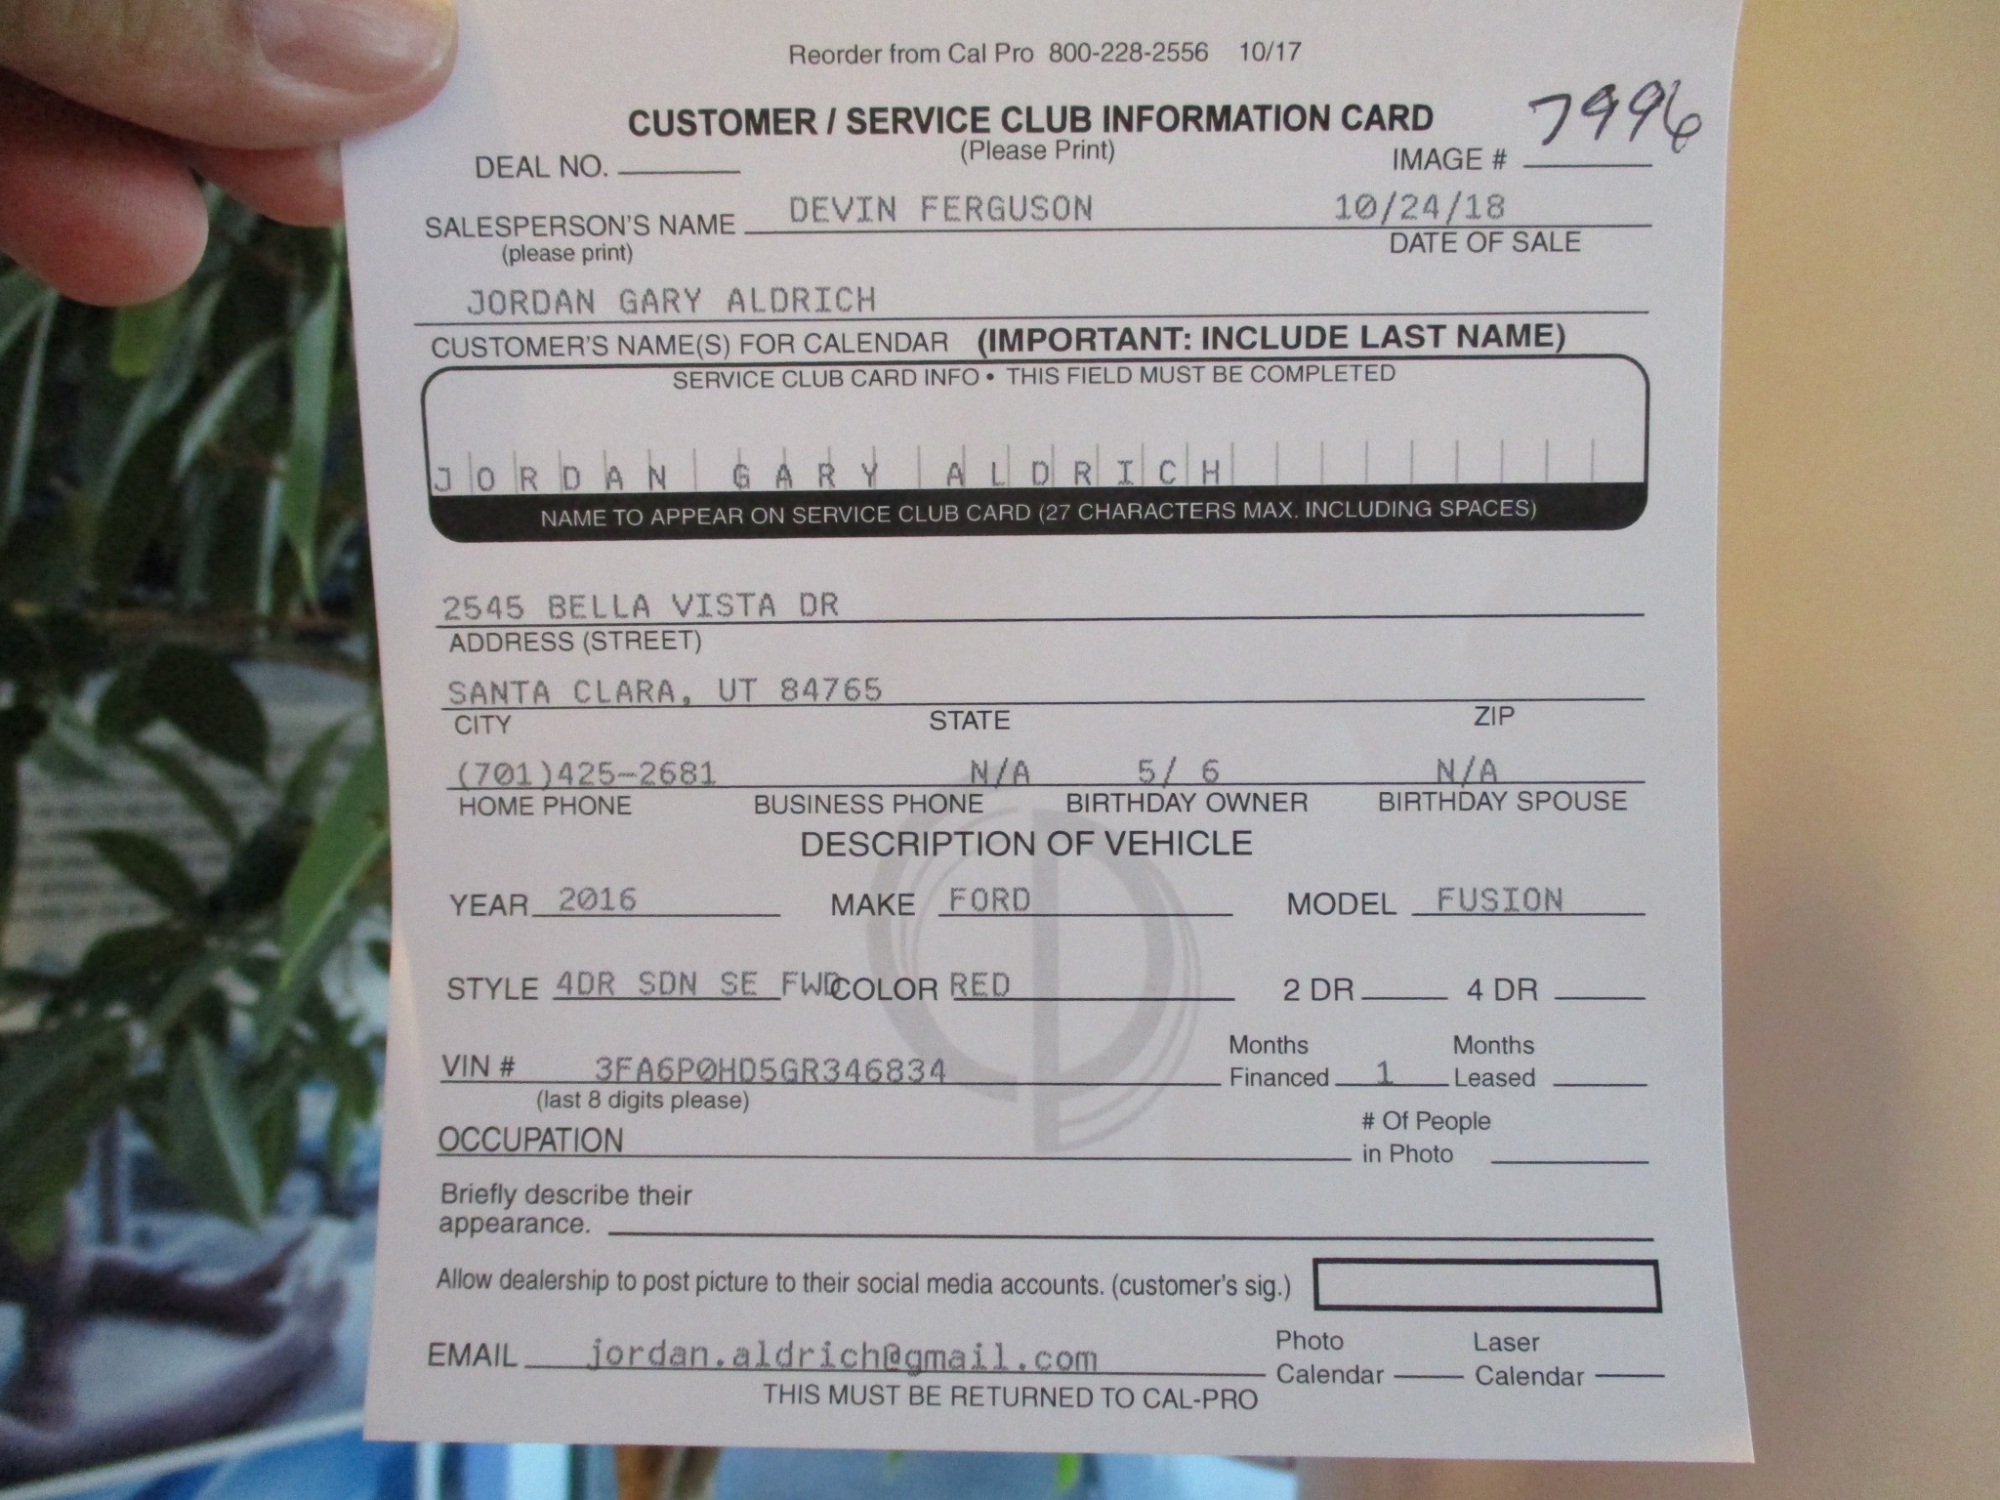 Reorder from Cal Pro 800-228-2556 10/17
CUSTOMER / SERVICE CLUB INFORMATION CARD
7996
(Please Print)
DEAL NO. IMAGE #
DEVIN FERGUSON 10/24/18
SALESPERSON'S NAME
(please print) DATE OF SALE
JORDAN GARY ALDRICH
CUSTOMER'S NAME(S) FOR CALENDAR (IMPORTANT: INCLUDE LAST NAME)
SERVICE CLUB CARD INFO • THIS FIELD MUST BE COMPLETED
JORDAN GARY ALDRICH
NAME TO APPEAR ON SERVICE CLUB CARD (27 CHARACTERS MAX. INCLUDING SPACES)
2545 BELLA VISTA DR
ADDRESS (STREET)
SANTA CLARA, UT 84765
CITY STATE ZIP
(701)425-2681 N/A 5/ 6 N/A
HOME PHONE BUSINESS PHONE BIRTHDAY OWNER BIRTHDAY SPOUSE
DESCRIPTION OF VEHICLE
YEAR 2016 MAKE FORD MODEL FUSION
STYLE 4DR SDN SE FWD COLOR RED 2 DR 4 DR
VIN # 3FA6P0HD5GR346834 Months Financed 1 Months Leased
(last 8 digits please)
OCCUPATION # Of People in Photo
Briefly describe their
appearance.
Allow dealership to post picture to their social media accounts. (customer's sig.)
EMAIL jordan.aldrich@gmail.com Photo Calendar Laser Calendar
THIS MUST BE RETURNED TO CAL-PRO